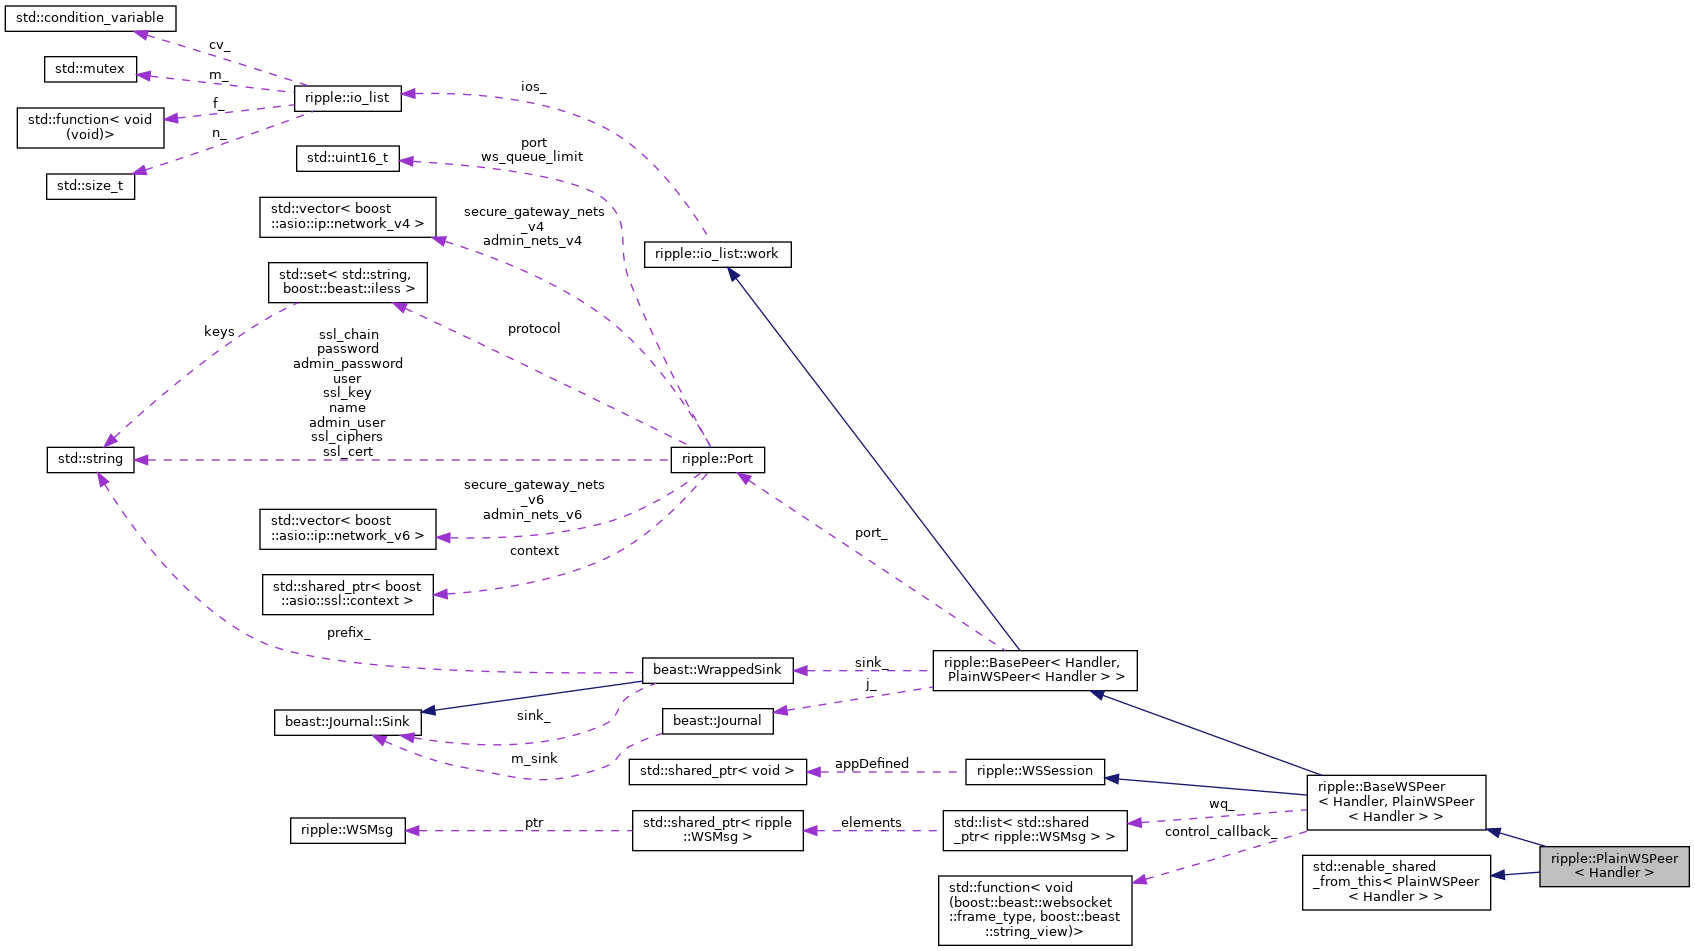 std::condition_variable
cv_
std::mutex
m_
ripple::io_list
ios_
f_
std::function< void
(void)>
n_
std::size_t
port
ws_queue_limit
std::uint16_t
std::vector< boost
::asio::ip::network_v4 >
secure_gateway_nets
_v4
admin_nets_v4
ripple::io_list::work
std::set< std::string,
boost::beast::iless >
keys
protocol
ssl_chain
password
admin_password
user
ssl_key
name
admin_user
ssl_ciphers
ssl_cert
std::string
ripple::Port
secure_gateway_nets
_v6
admin_nets_v6
std::vector< boost
::asio::ip::network_v6 >
port_
context
std::shared_ptr< boost
::asio::ssl::context >
prefix_
beast::WrappedSink
sink_
j_
ripple::BasePeer< Handler,
PlainWSPeer< Handler > >
beast::Journal::Sink
sink_
beast::Journal
m_sink
std::shared_ptr< void >
appDefined
ripple::WSSession
ripple::BaseWSPeer
< Handler, PlainWSPeer
< Handler > >
wq_
control_callback_
ripple::WSMsg
ptr
std::shared_ptr< ripple
::WSMsg >
elements
std::list< std::shared
_ptr< ripple::WSMsg > >
ripple::PlainWSPeer
< Handler >
std::enable_shared
_from_this< PlainWSPeer
< Handler > >
std::function< void
(boost::beast::websocket
::frame_type, boost::beast
::string_view)>